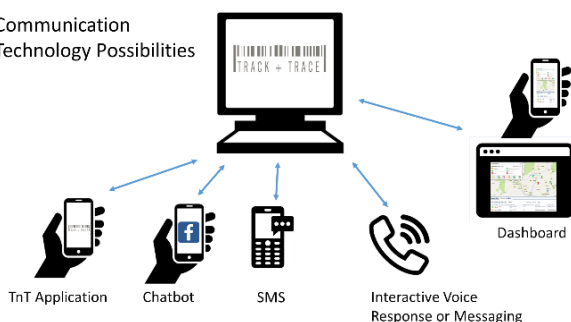 Communication
Technology Possibilities
TRACK + TRACE
TnT Application
Chatbot
SMS
Interactive Voice
Response or Messaging
Dashboard